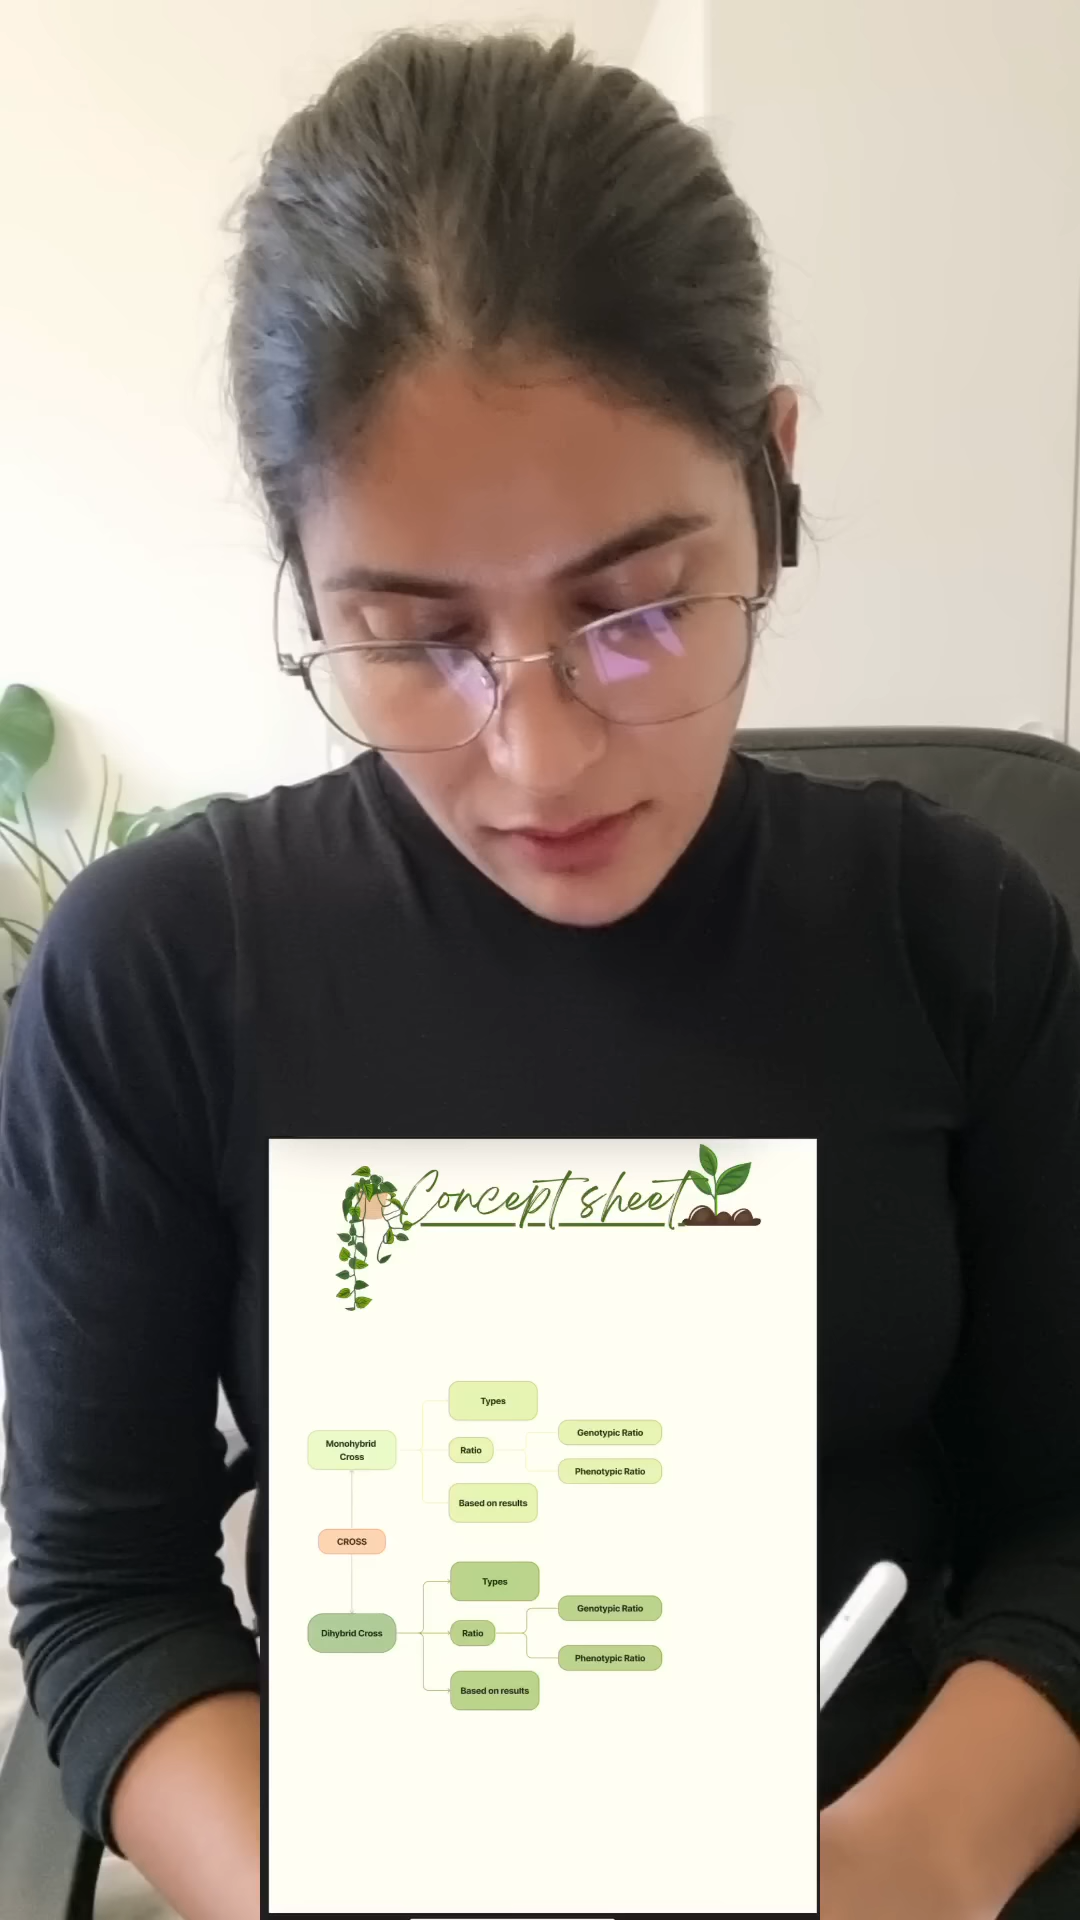 Concept sheet
Types
Monohybrid
Cross
Ratio
Genotypic Ratio
Phenotypic Ratio
Based on results
CROSS
Types
Dihybrid Cross
Ratio
Genotypic Ratio
Phenotypic Ratio
Based on results